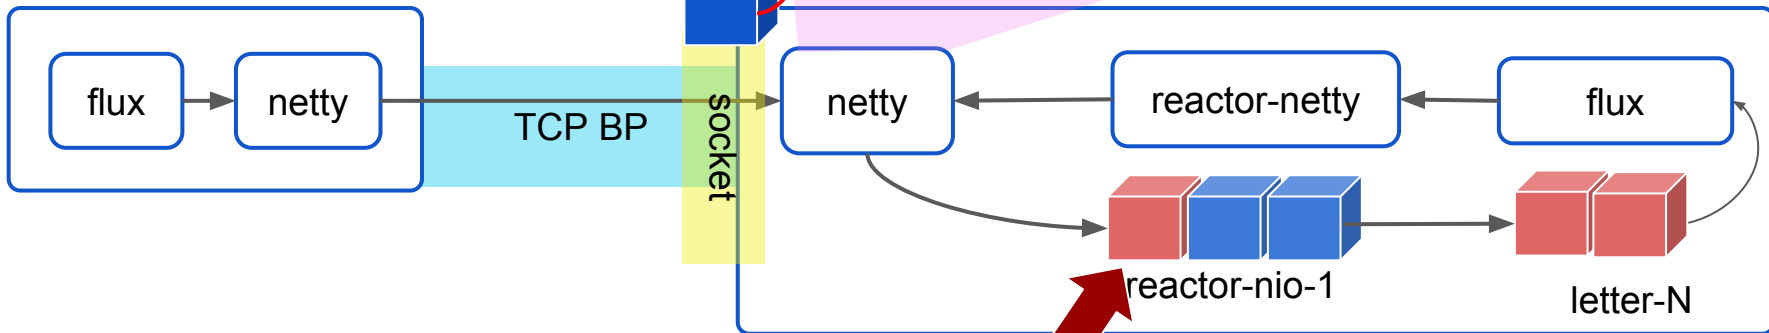 flux
netty
TCP BP
socket
netty
reactor-netty
flux
reactor-nio-1
letter-N